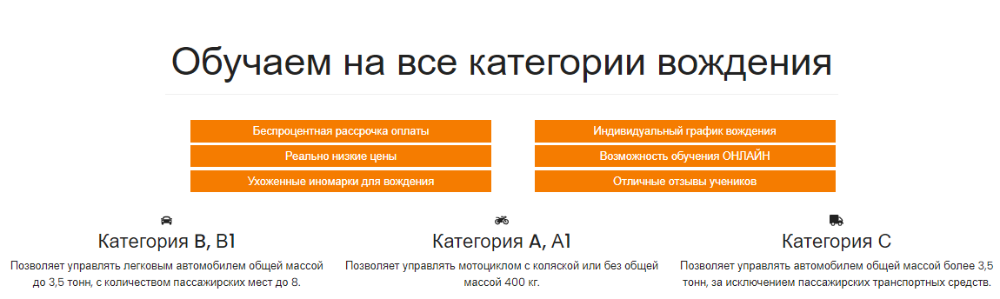 Обучаем на все категории вождения
Беспроцентная рассрочка оплаты
Индивидуальный график вождения
Реально низкие цены
Возможность обучения ОНЛАЙН
Ухоженные иномарки для вождения
Отличные отзывы учеников
Категория B, B1
Позволяет управлять легковым автомобилем общей массой
до 3,5 тонн, с количеством пассажирских мест до 8.
Категория A, А1
Позволяет управлять мотоциклом с коляской или без общей
массой 400 кг.
Категория С
Позволяет управлять автомобилем общей массой более 3,5
тонн, за исключением пассажирских транспортных средств.